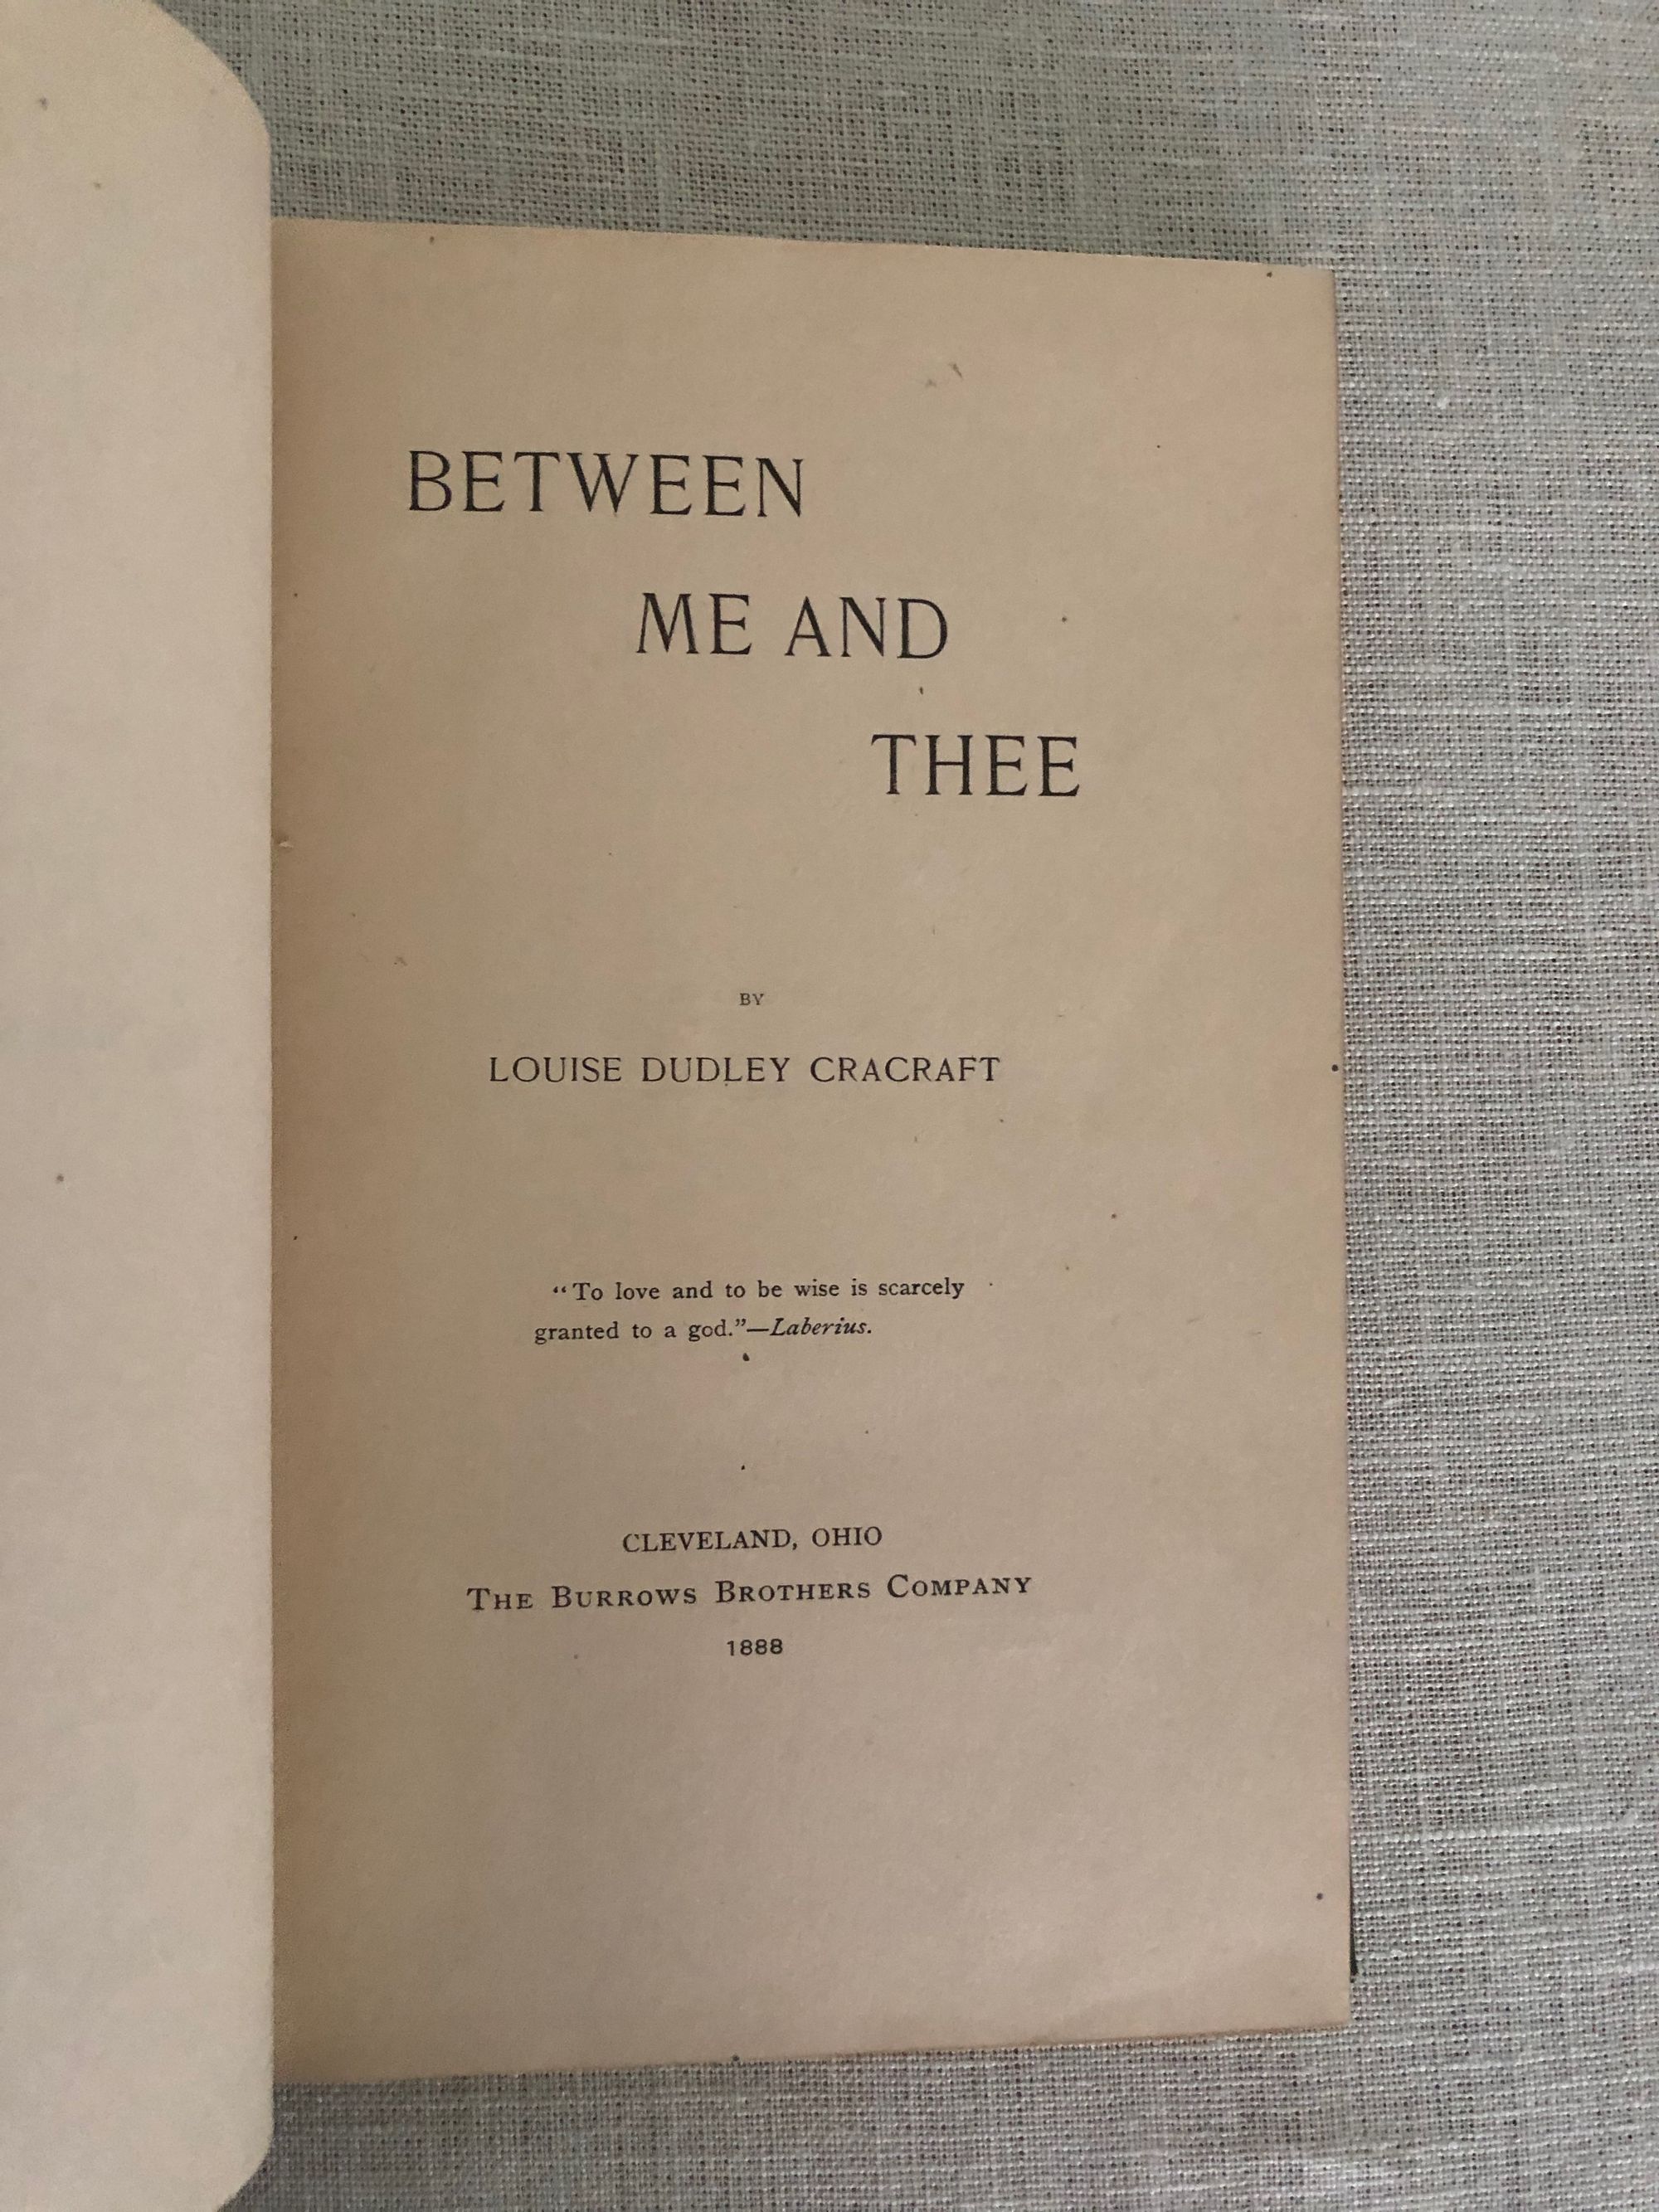 BETWEEN
ME AND
THEE
BY
LOUISE DUDLEY CRACRAFT
“To love and to be wise is scarcely
granted to a god.”—Laberius.
CLEVELAND, OHIO
THE BURROWS BROTHERS COMPANY
1888